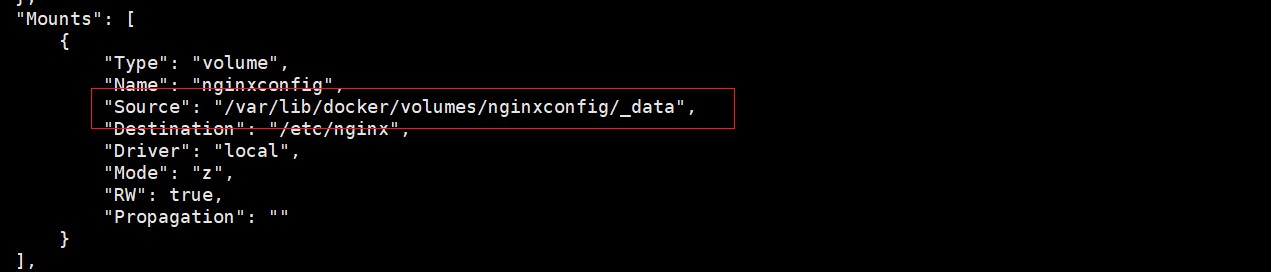 },
"Mounts": [
{
"Type": "volume",
"Name": "nginxconfig",
"Source": "/var/lib/docker/volumes/nginxconfig/_data",
"Destination": "/etc/nginx",
"Driver": "local",
"Mode": "z",
"RW": true,
"Propagation": ""
}
],